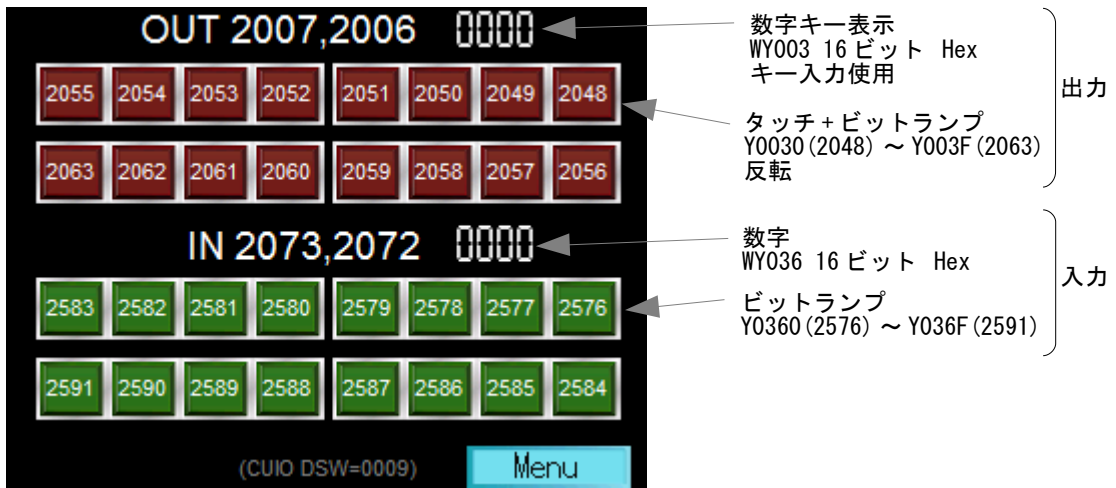 OUT 2007,2006 0000
2055 2054 2053 2052 2051 2050 2049 2048
2063 2062 2061 2060 2059 2058 2057 2056
IN 2073,2072 0000
2583 2582 2581 2580 2579 2578 2577 2576
2591 2590 2589 2588 2587 2586 2585 2584
(CUIO DSW=0009)
Menu
数字キー表示
WY003 16 ビット Hex
キー入力使用
タッチ+ビットランプ
Y0030(2048) ～ Y003F(2063)
反転
出力
数字
WY036 16 ビット Hex
ビットランプ
Y0360(2576) ～ Y036F(2591)
入力